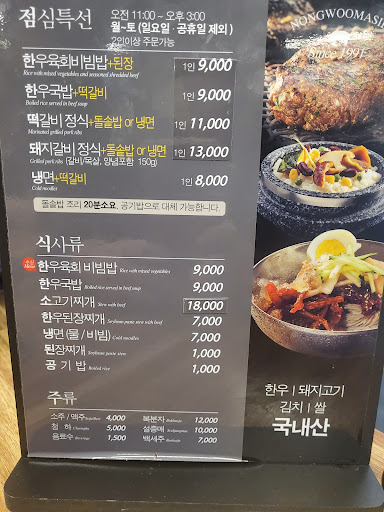 점심특선 오전 11:00 ~ 오후 3:00
월~토 (일요일 · 공휴일 제외)
2인이상 주문가능
한우육회비빔밥+된장 1인 9,000
Rice with mixed vegetables and seasoned shredded beef
한우국밥+떡갈비 1인 9,000
Boiled rice served in beef soup
떡갈비 정식+돌솥밥 or 냉면 1인 11,000
Marinated grilled pork ribs
돼지갈비 정식+돌솥밥 or 냉면 1인 13,000
Grilled pork ribs (갈비/목살, 양념포함 150g)
냉면+떡갈비 1인 8,000
Cold noodles
돌솥밥 조리 20분소요, 공기밥으로 대체 가능합니다.
식사류
한우육회 비빔밥 Rice with mixed vegetables 9,000
한우국밥 Boiled rice served in beef soup 9,000
소고기찌개 Stew with beef 18,000
한우된장찌개 Soybean paste stew with beef 7,000
냉면 (물 / 비빔) Cold noodles 7,000
된장찌개 Soybean paste stew 1,000
공기밥 Boiled rice 1,000
주류
소주 / 맥주 4,000 복분자 12,000
청하 5,000 설중매 10,000
음료수 Beverage 1,500 백세주 7,000
NONGWOOMA
Since 1991
한우 | 돼지고기
김치 | 쌀
국내산